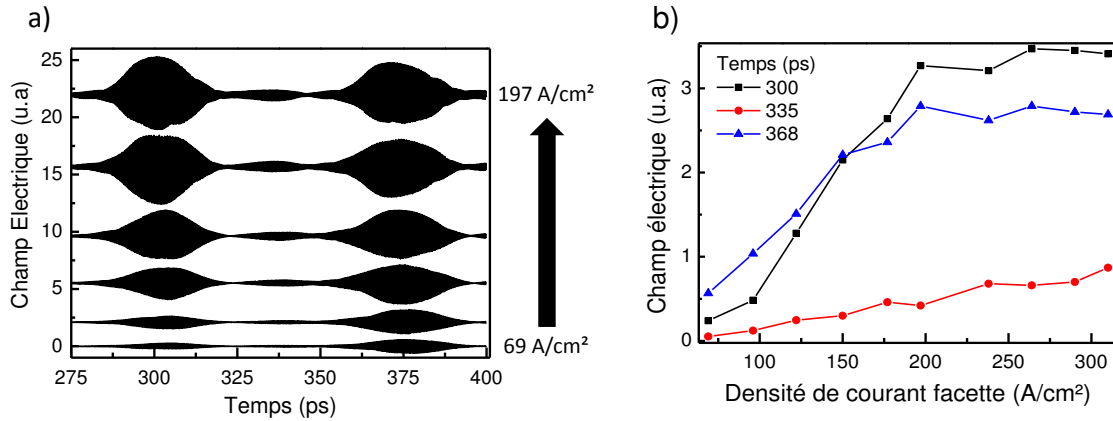 a)
Champ Electrique (u.a)
25
20
15
10
5
0
275
300
325
350
375
400
Temps (ps)
197 A/cm²
69 A/cm²
b)
Champ électrique (u.a)
3
2
1
0
Temps (ps)
300
335
368
100
150
200
250
300
Densité de courant facette (A/cm²)